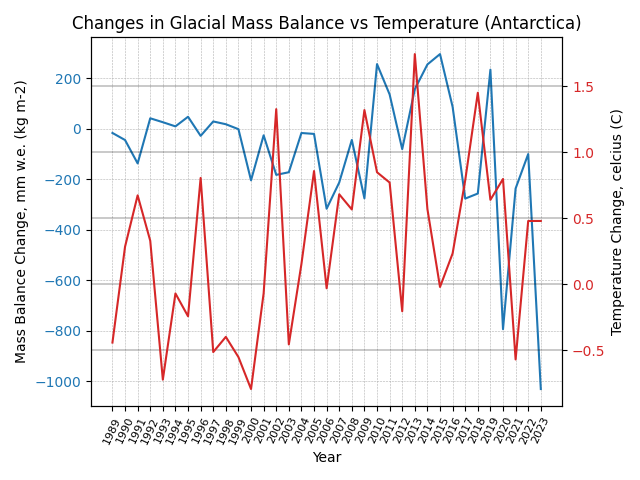 Changes in Glacial Mass Balance vs Temperature (Antarctica)
Mass Balance Change, mm w.e. (kg m-2)
200
0
−200
−400
−600
−800
−1000
1.5
1.0
0.5
0.0
−0.5
Temperature Change, celcius (C)
1989 1990 1991 1992 1993 1994 1995 1996 1997 1998 1999 2000 2001 2002 2003 2004 2005 2006 2007 2008 2009 2010 2011 2012 2013 2014 2015 2016 2017 2018 2019 2020 2021 2022 2023
Year